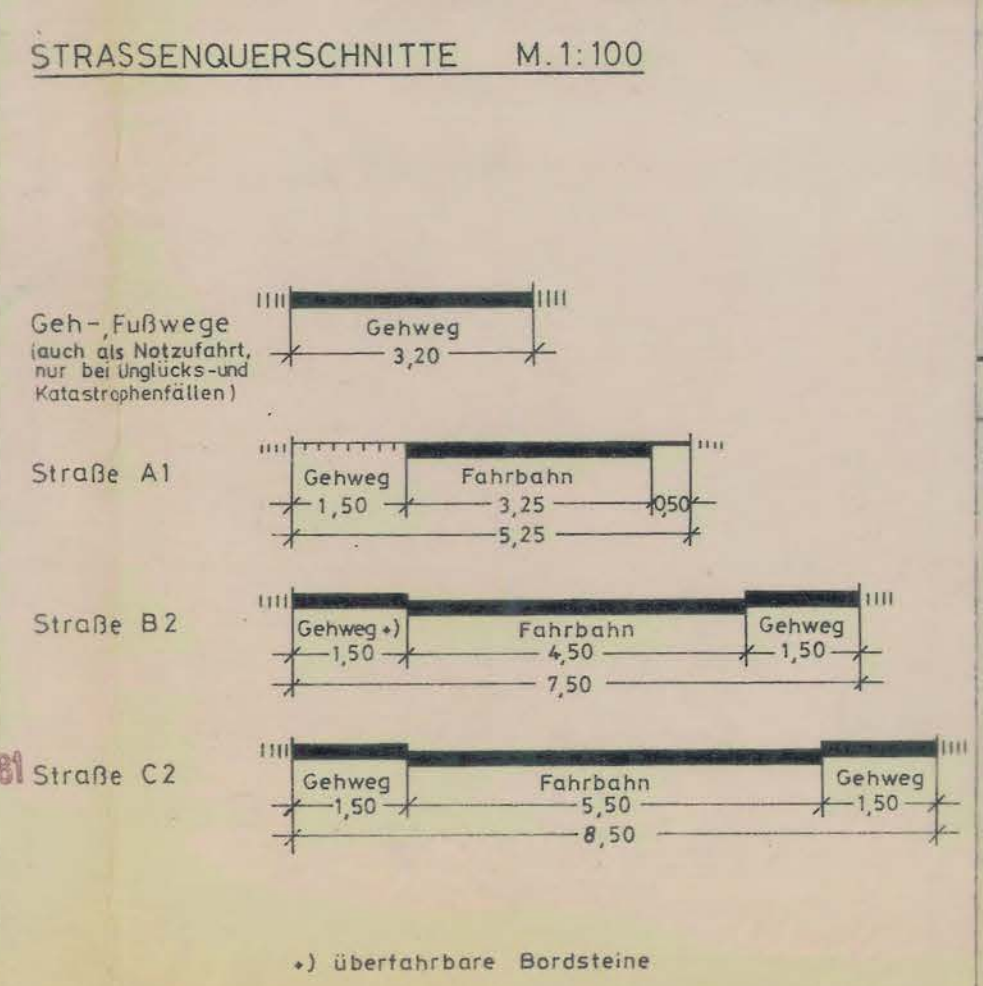 STRASSENQUERSCHNITTE M. 1:100
Geh-, Fußwege
(auch als Notzufahrt,
nur bei Unglücks-und
Katastrophenfällen)
Gehweg
3,20
Straße A1
Gehweg Fahrbahn
1,50 3,25 0,50
5,25
Straße B2
Gehweg *) Fahrbahn Gehweg
1,50 4,50 1,50
7,50
81 Straße C2
Gehweg Fahrbahn Gehweg
1,50 5,50 1,50
8,50
*) überfahrbare Bordsteine